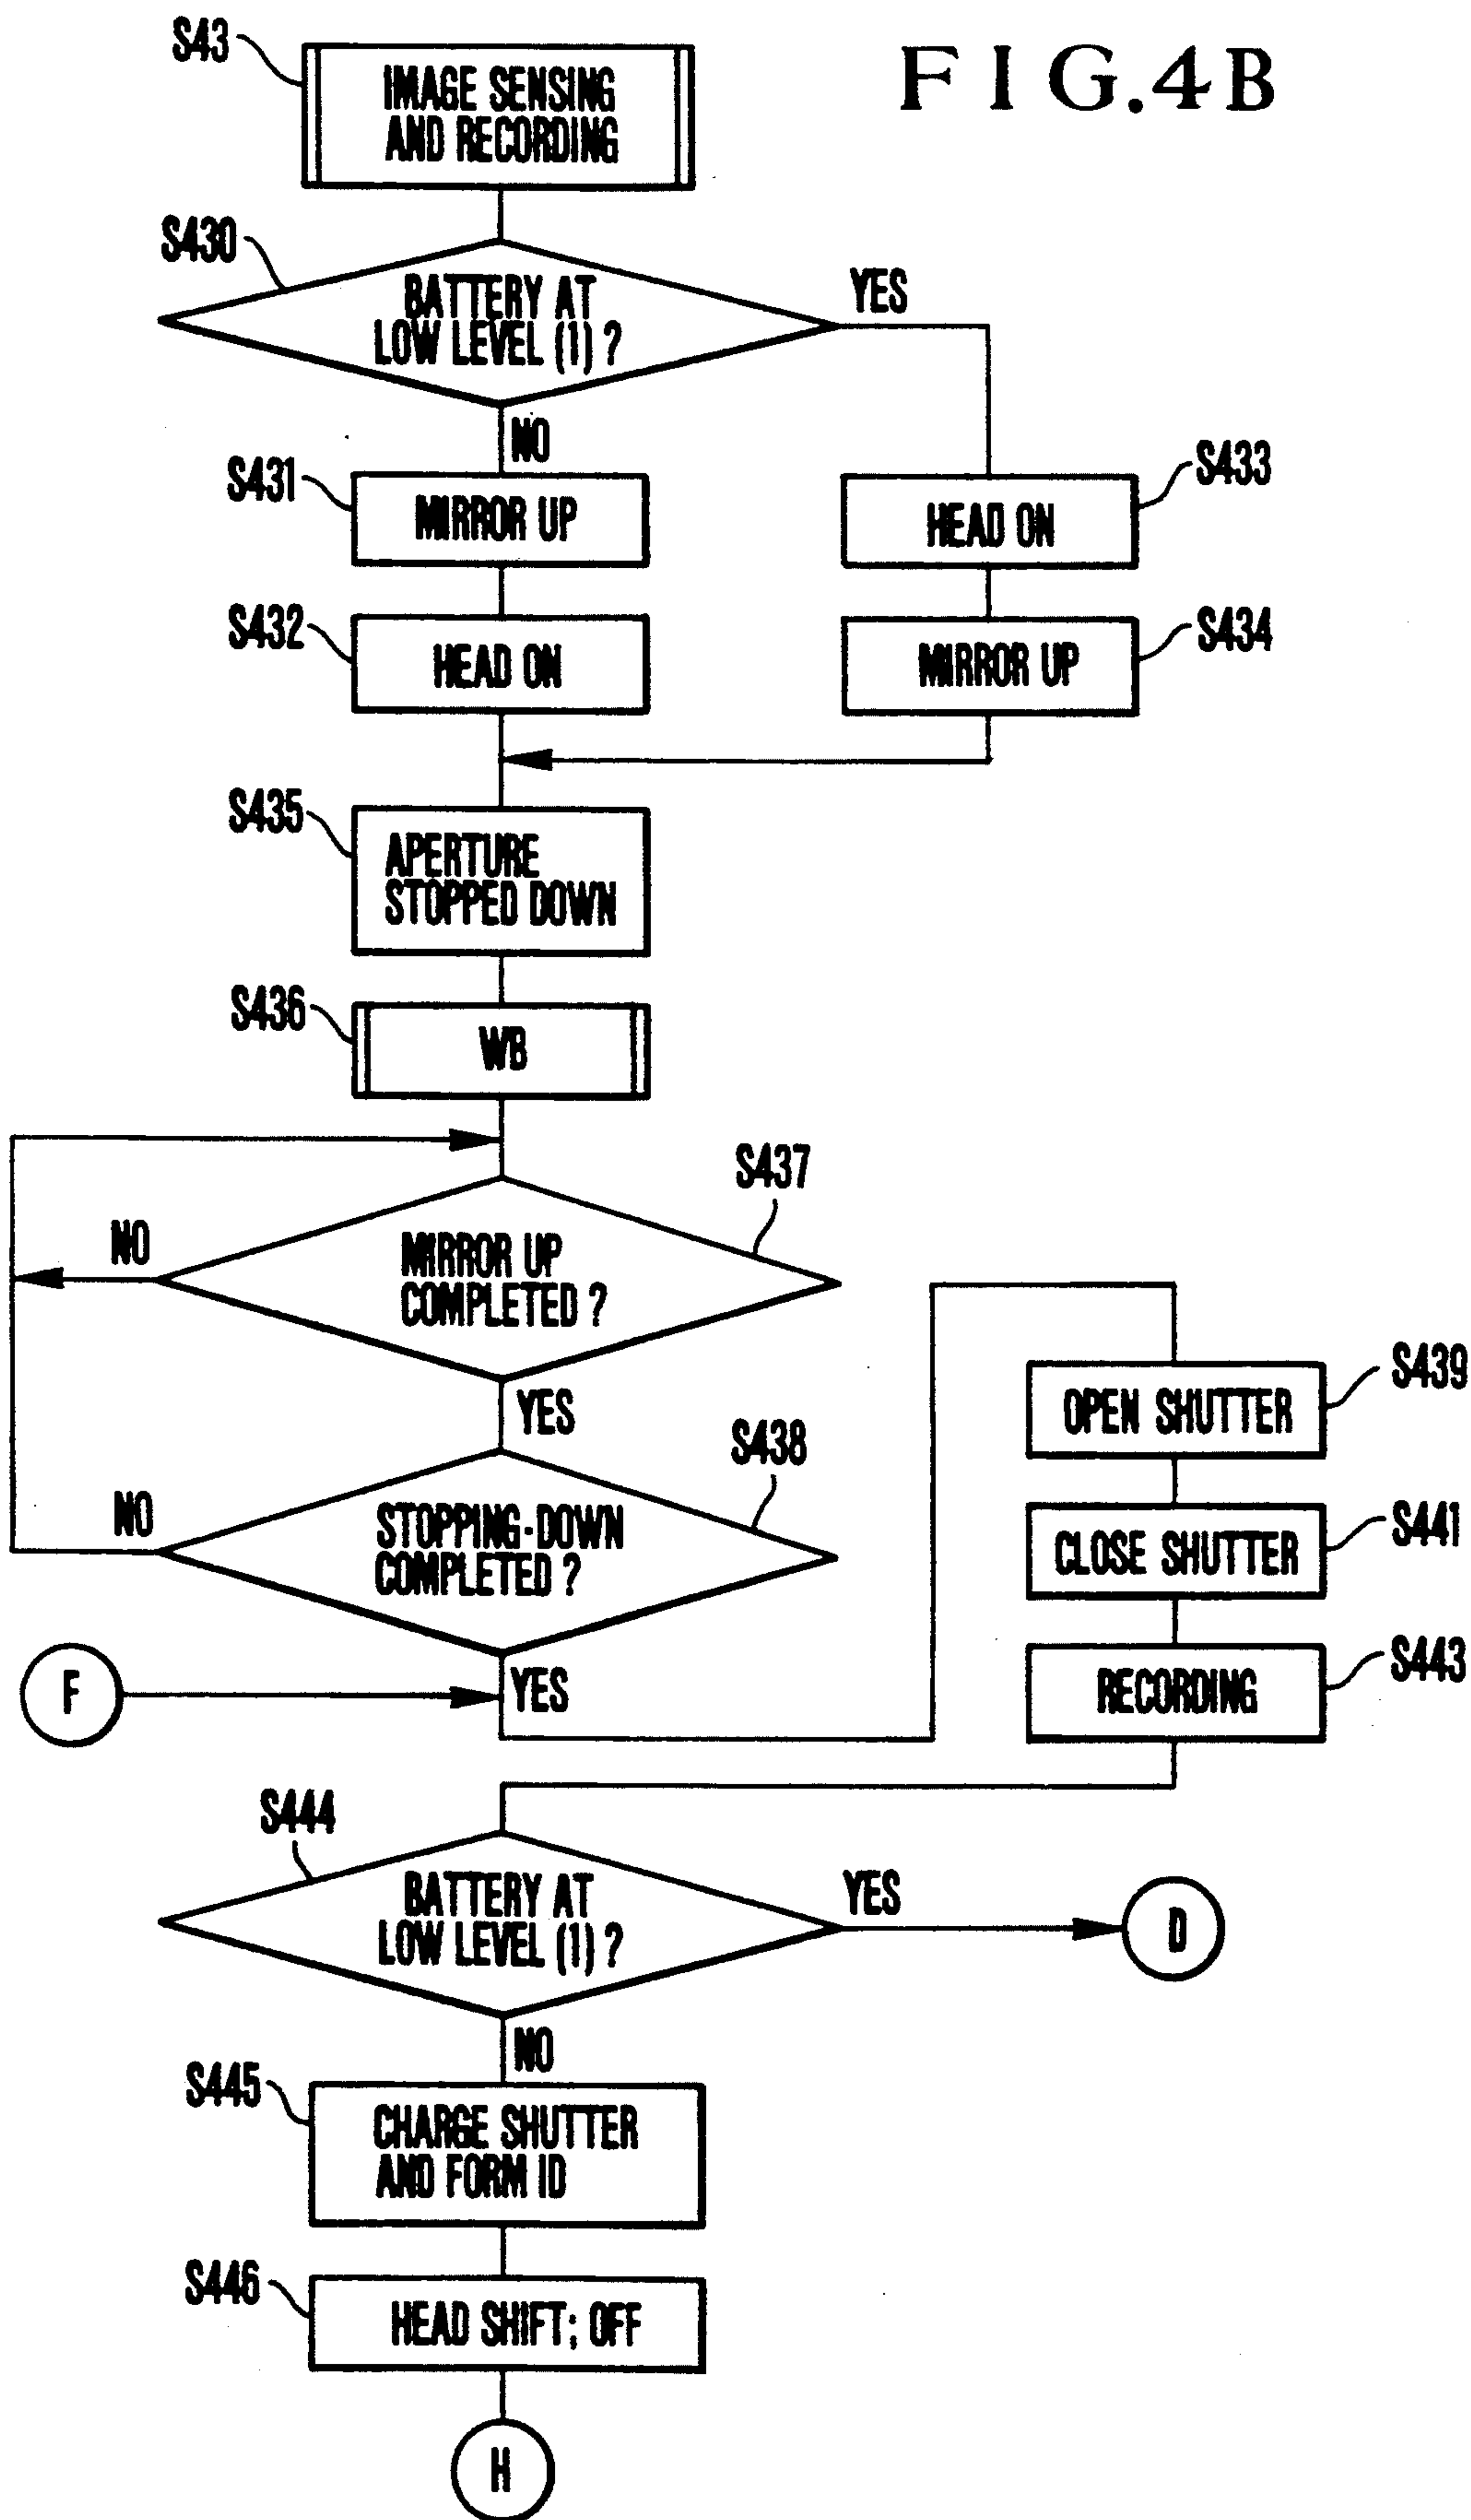 FIG.4B
S43
IMAGE SENSING
AND RECORDING
S430
BATTERY AT
LOW LEVEL (1) ?
YES
NO
S431
MIRROR UP
S433
HEAD ON
S432
HEAD ON
S434
MIRROR UP
S435
APERTURE
STOPPED DOWN
S436
WB
S437
NO
MIRROR UP
COMPLETED ?
YES
S438
NO
STOPPING-DOWN
COMPLETED ?
F
YES
S439
OPEN SHUTTER
S441
CLOSE SHUTTER
S443
RECORDING
S444
BATTERY AT
LOW LEVEL (1) ?
YES
D
NO
S445
CHARGE SHUTTER
AND FORM ID
S446
HEAD SHIFT; OFF
H